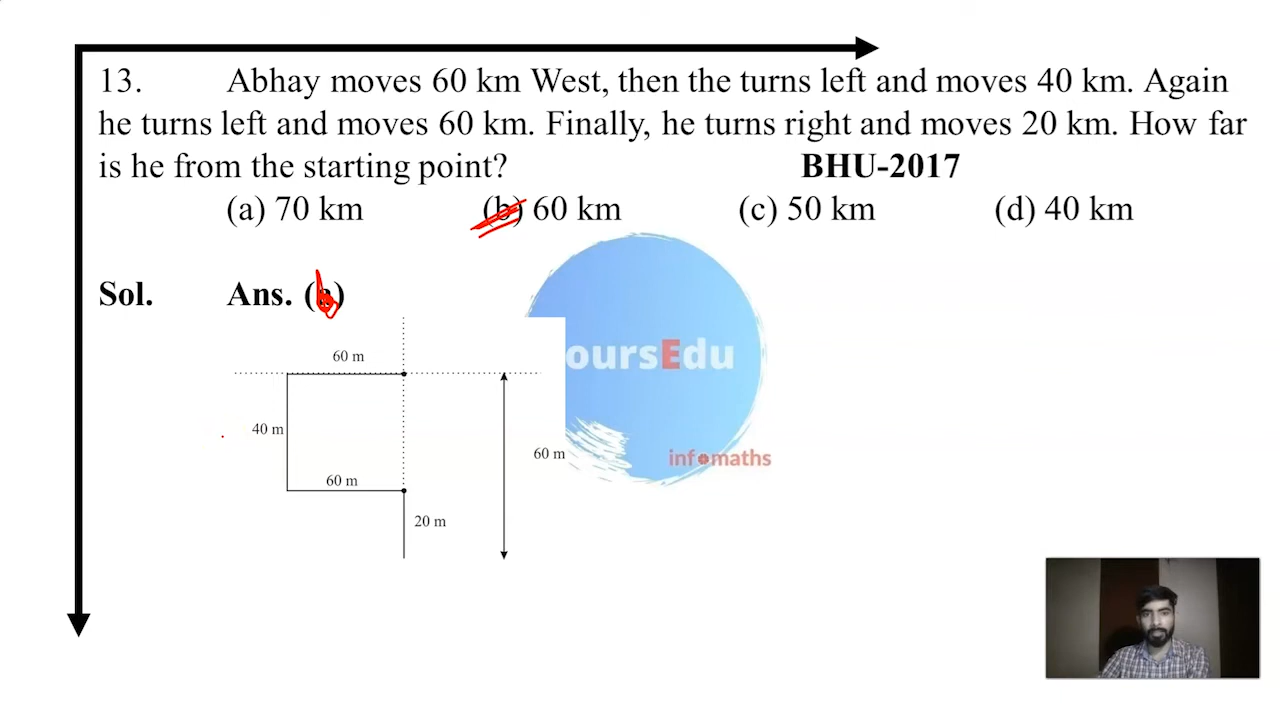 13. Abhay moves 60 km West, then the turns left and moves 40 km. Again
he turns left and moves 60 km. Finally, he turns right and moves 20 km. How far
is he from the starting point? BHU-2017
(a) 70 km (b) 60 km (c) 50 km (d) 40 km
Sol. Ans.
60 m
oursEdu
40 m
60 m
60 m
infomaths
20 m